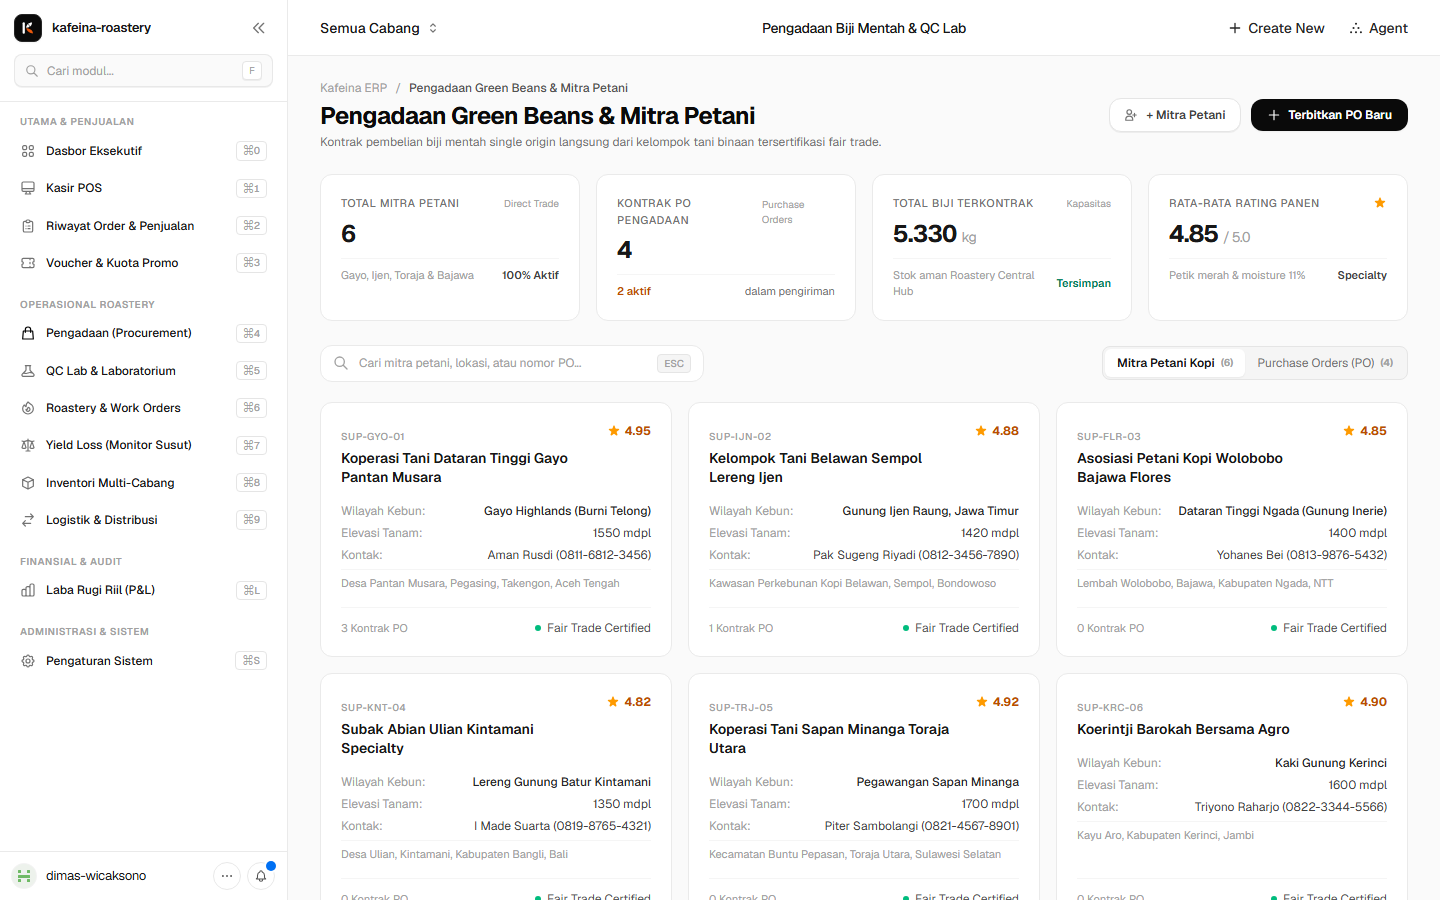 kafeina-roastery
Cari modul...
F
UTAMA & PENJUALAN
Dasbor Eksekutif
⌘0
Kasir POS
⌘1
Riwayat Order & Penjualan
⌘2
Voucher & Kuota Promo
⌘3
OPERASIONAL ROASTERY
Pengadaan (Procurement)
⌘4
QC Lab & Laboratorium
⌘5
Roastery & Work Orders
⌘6
Yield Loss (Monitor Susut)
⌘7
Inventori Multi-Cabang
⌘8
Logistik & Distribusi
⌘9
FINANSIAL & AUDIT
Laba Rugi Riil (P&L)
⌘L
ADMINISTRASI & SISTEM
Pengaturan Sistem
⌘S
dimas-wicaksono
Semua Cabang
Pengadaan Biji Mentah & QC Lab
Create New
Agent
Kafeina ERP / Pengadaan Green Beans & Mitra Petani
Pengadaan Green Beans & Mitra Petani
Kontrak pembelian biji mentah single origin langsung dari kelompok tani binaan tersertifikasi fair trade.
+ Mitra Petani
Terbitkan PO Baru
TOTAL MITRA PETANI
Direct Trade
6
Gayo, Ijen, Toraja & Bajawa
100% Aktif
KONTRAK PO
PENGADAAN
Purchase
Orders
4
2 aktif
dalam pengiriman
TOTAL BIJI TERKONTRAK
Kapasitas
5.330 kg
Stok aman Roastery Central
Hub
Tersimpan
RATA-RATA RATING PANEN
4.85 / 5.0
Petik merah & moisture 11%
Specialty
Cari mitra petani, lokasi, atau nomor PO...
ESC
Mitra Petani Kopi (6)
Purchase Orders (PO) (4)
SUP-GYO-01
4.95
Koperasi Tani Dataran Tinggi Gayo
Pantan Musara
Wilayah Kebun: Gayo Highlands (Burni Telong)
Elevasi Tanam: 1550 mdpl
Kontak: Aman Rusdi (0811-6812-3456)
Desa Pantan Musara, Pegasing, Takengon, Aceh Tengah
3 Kontrak PO
Fair Trade Certified
SUP-IJN-02
4.88
Kelompok Tani Belawan Sempol
Lereng Ijen
Wilayah Kebun: Gunung Ijen Raung, Jawa Timur
Elevasi Tanam: 1420 mdpl
Kontak: Pak Sugeng Riyadi (0812-3456-7890)
Kawasan Perkebunan Kopi Belawan, Sempol, Bondowoso
1 Kontrak PO
Fair Trade Certified
SUP-FLR-03
4.85
Asosiasi Petani Kopi Wolobobo
Bajawa Flores
Wilayah Kebun: Dataran Tinggi Ngada (Gunung Inerie)
Elevasi Tanam: 1400 mdpl
Kontak: Yohanes Bei (0813-9876-5432)
Lembah Wolobobo, Bajawa, Kabupaten Ngada, NTT
0 Kontrak PO
Fair Trade Certified
SUP-KNT-04
4.82
Subak Abian Ulian Kintamani
Specialty
Wilayah Kebun: Lereng Gunung Batur Kintamani
Elevasi Tanam: 1350 mdpl
Kontak: I Made Suarta (0819-8765-4321)
Desa Ulian, Kintamani, Kabupaten Bangli, Bali
0 Kontrak PO
Fair Trade Certified
SUP-TRJ-05
4.92
Koperasi Tani Sapan Minanga Toraja
Utara
Wilayah Kebun: Pegawangan Sapan Minanga
Elevasi Tanam: 1700 mdpl
Kontak: Piter Sambolangi (0821-4567-8901)
Kecamatan Buntu Pepasan, Toraja Utara, Sulawesi Selatan
0 Kontrak PO
Fair Trade Certified
SUP-KRC-06
4.90
Koerintji Barokah Bersama Agro
Wilayah Kebun: Kaki Gunung Kerinci
Elevasi Tanam: 1600 mdpl
Kontak: Triyono Raharjo (0822-3344-5566)
Kayu Aro, Kabupaten Kerinci, Jambi
0 Kontrak PO
Fair Trade Certified